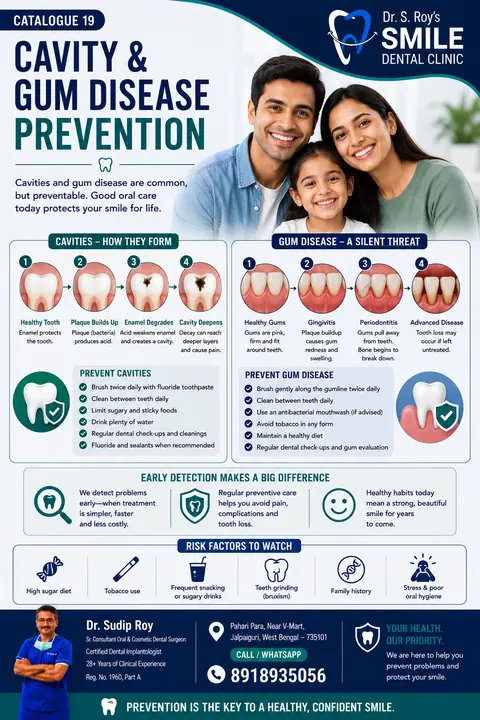 CATALOGUE 19
Dr. S. Roy's
SMILE
DENTAL CLINIC
CAVITY &
GUM DISEASE
PREVENTION
Cavities and gum disease are common,
but preventable. Good oral care
today protects your smile for life.
CAVITIES – HOW THEY FORM
1
2
3
4
Healthy Tooth
Enamel protects
the tooth.
Plaque Builds Up
Plaque (bacteria)
produces acid.
Enamel Degrades
Acid weakens enamel
and creates a cavity.
Cavity Deepens
Decay can reach
deeper layers
and cause pain.
PREVENT CAVITIES
Brush twice daily with fluoride toothpaste
Clean between teeth daily
Limit sugary and sticky foods
Drink plenty of water
Regular dental check-ups and cleanings
Fluoride and sealants when recommended
GUM DISEASE – A SILENT THREAT
1
2
3
4
Healthy Gums
Gums are pink,
firm and fit
around teeth.
Gingivitis
Plaque buildup
causes gum
redness and
swelling.
Periodontitis
Gums pull away
from teeth.
Bone begins to
break down.
Advanced Disease
Tooth loss may
occur if left
untreated.
PREVENT GUM DISEASE
Brush gently along the gumline twice daily
Clean between teeth daily
Use an antibacterial mouthwash (if advised)
Avoid tobacco in any form
Maintain a healthy diet
Regular dental check-ups and gum evaluation
EARLY DETECTION MAKES A BIG DIFFERENCE
We detect problems
early—when treatment
is simpler, faster
and less costly.
Regular preventive care
helps you avoid pain,
complications and
tooth loss.
Healthy habits today
mean a strong, beautiful
smile for years
to come.
RISK FACTORS TO WATCH
High sugar diet
Tobacco use
Frequent snacking
or sugary drinks
Teeth grinding
(bruxism)
Family history
Stress & poor
oral hygiene
Dr. Sudip Roy
Sr. Consultant Oral & Cosmetic Dental Surgeon
Certified Dental Implantologist
28+ Years of Clinical Experience
Reg. No. 1960, Part A
Pahari Para, Near V-Mart,
Jalpaiguri, West Bengal – 735101
CALL / WHATSAPP
8918935056
YOUR HEALTH.
OUR PRIORITY.
We are here to help you
prevent problems and
protect your smile.
PREVENTION IS THE KEY TO A HEALTHY, CONFIDENT SMILE.